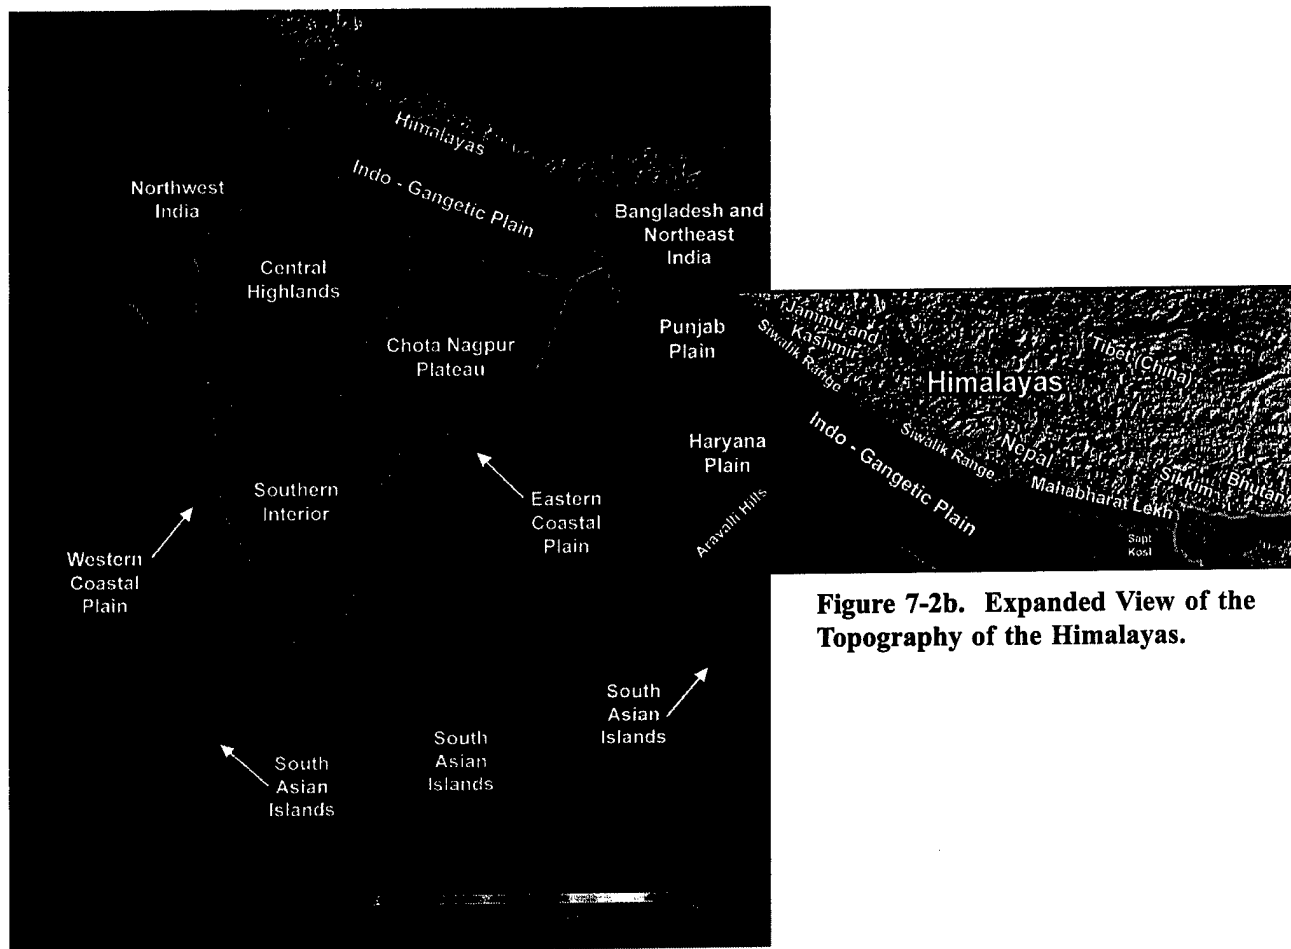 Himalayas
Indo - Gangetic Plain
Northwest
India
Bangladesh and
Northeast
India
Central
Highlands
Chota Nagpur
Plateau
Southern
Interior
Eastern
Coastal
Plain
Western
Coastal
Plain
South
Asian
Islands
South
Asian
Islands
South
Asian
Islands
Punjab
Plain
Haryana
Plain
Aravalli Hills
Jammu and
Kashmir
Siwalik Range
Tibet (China)
Himalayas
Indo - Gangetic Plain
Siwalik Range
Nepal
Mahabharat Lekh
Sikkim
Bhutan
Sapt
Kosi
Figure 7-2b. Expanded View of the
Topography of the Himalayas.